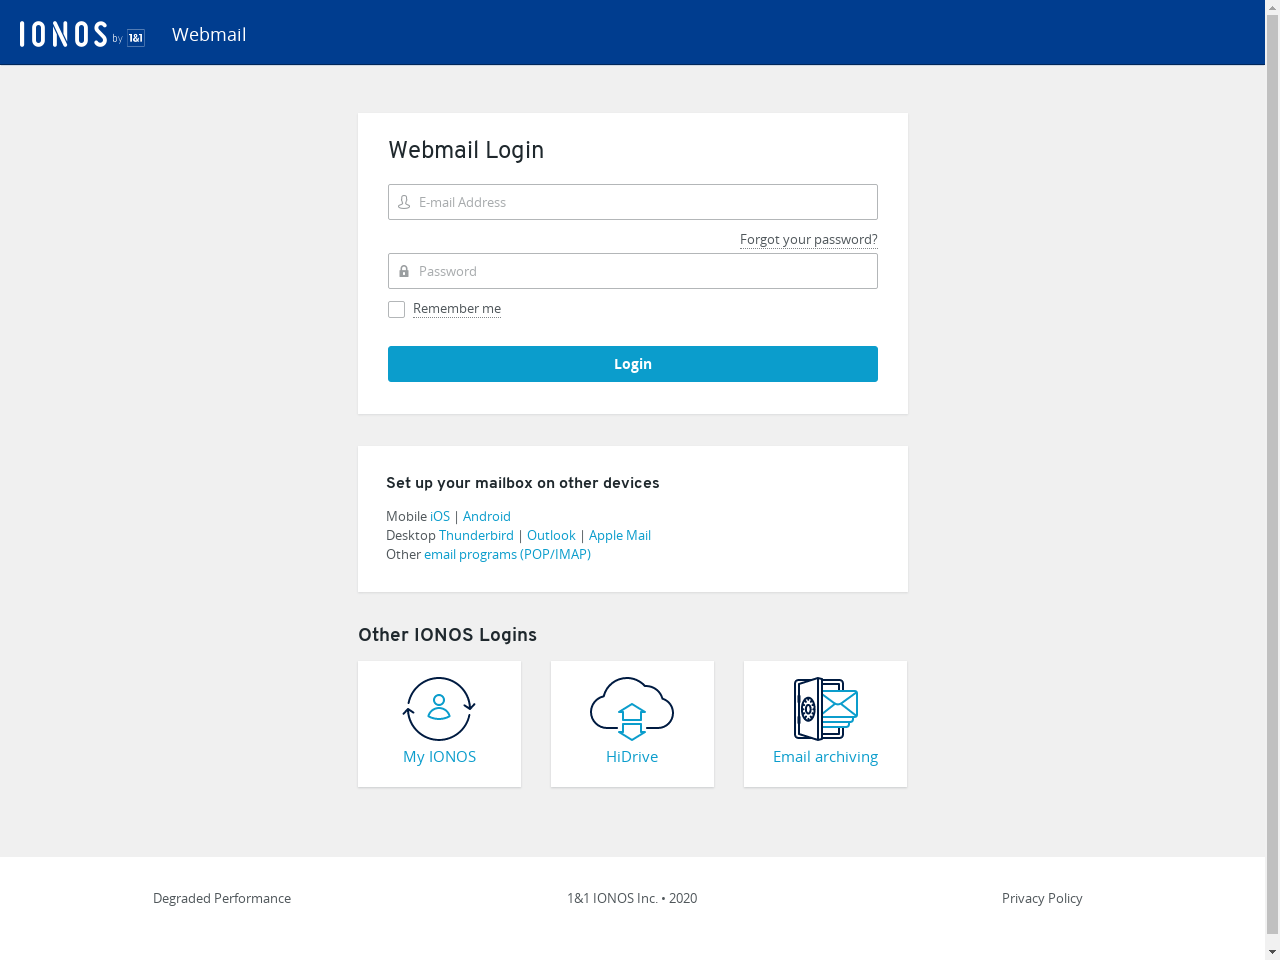 IONOS by 1&1 Webmail
Webmail Login
E-mail Address
Forgot your password?
Password
Remember me
Login
Set up your mailbox on other devices
Mobile iOS | Android
Desktop Thunderbird | Outlook | Apple Mail
Other email programs (POP/IMAP)
Other IONOS Logins
My IONOS
HiDrive
Email archiving
Degraded Performance
1&1 IONOS Inc. • 2020
Privacy Policy